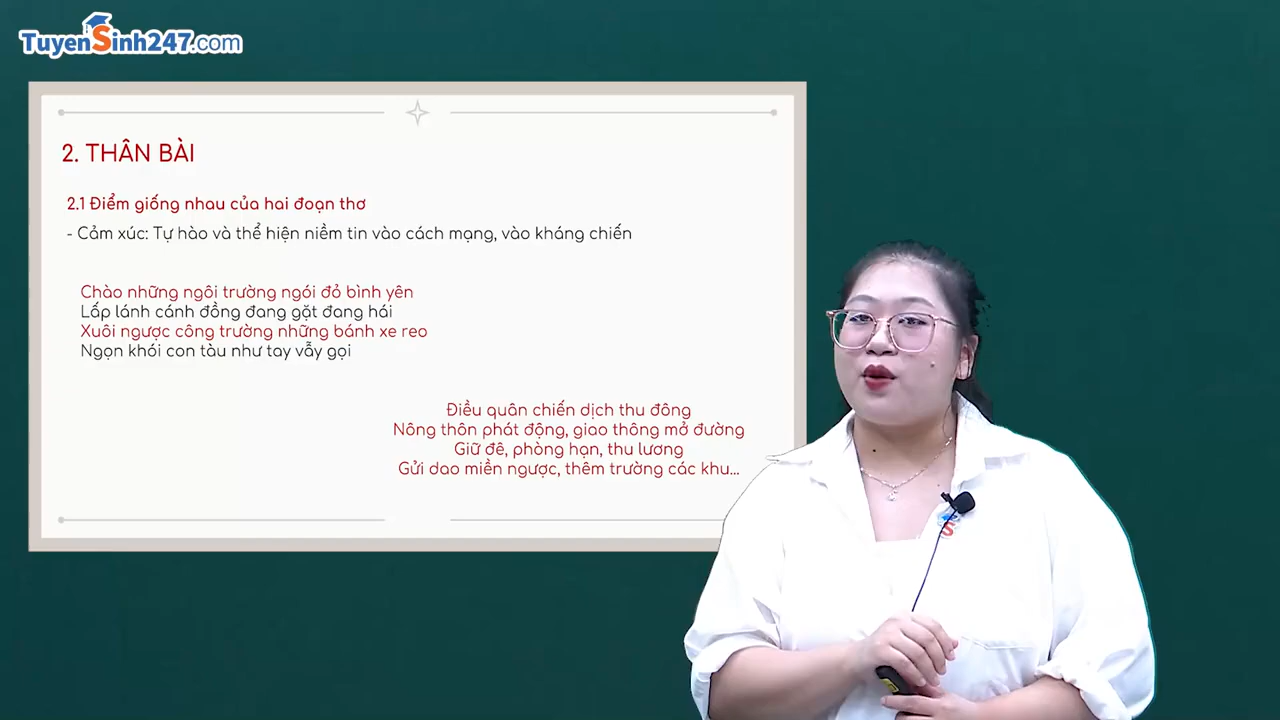 TuyenSinh247.com
2. THÂN BÀI
2.1 Điểm giống nhau của hai đoạn thơ
- Cảm xúc: Tự hào và thể hiện niềm tin vào cách mạng, vào kháng chiến
Chào những ngôi trường ngói đỏ bình yên
Lấp lánh cánh đồng đang gặt đang hái
Xuôi ngược công trường những bánh xe reo
Ngọn khói con tàu như tay vẫy gọi
Điều quân chiến dịch thu đông
Nông thôn phát động, giao thông mở đường
Giữ đê, phòng hạn, thu lương
Gửi dao miền ngược, thêm trường các khu...
S